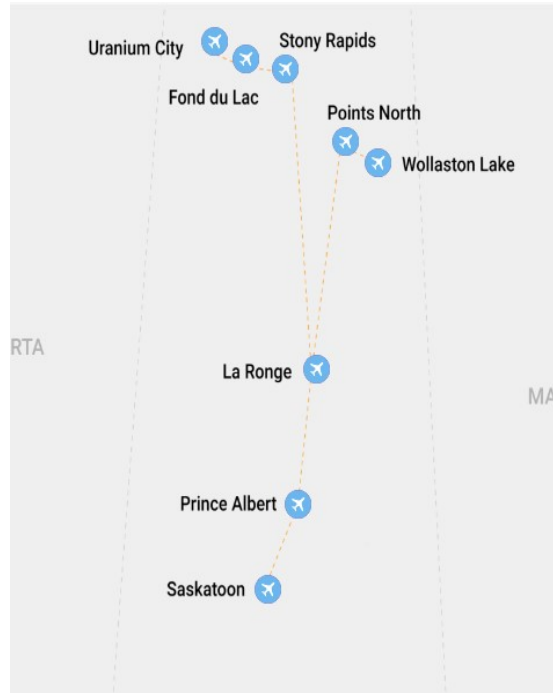 Uranium City
Stony Rapids
Fond du Lac
Points North
Wollaston Lake
RTA
La Ronge
MA
Prince Albert
Saskatoon